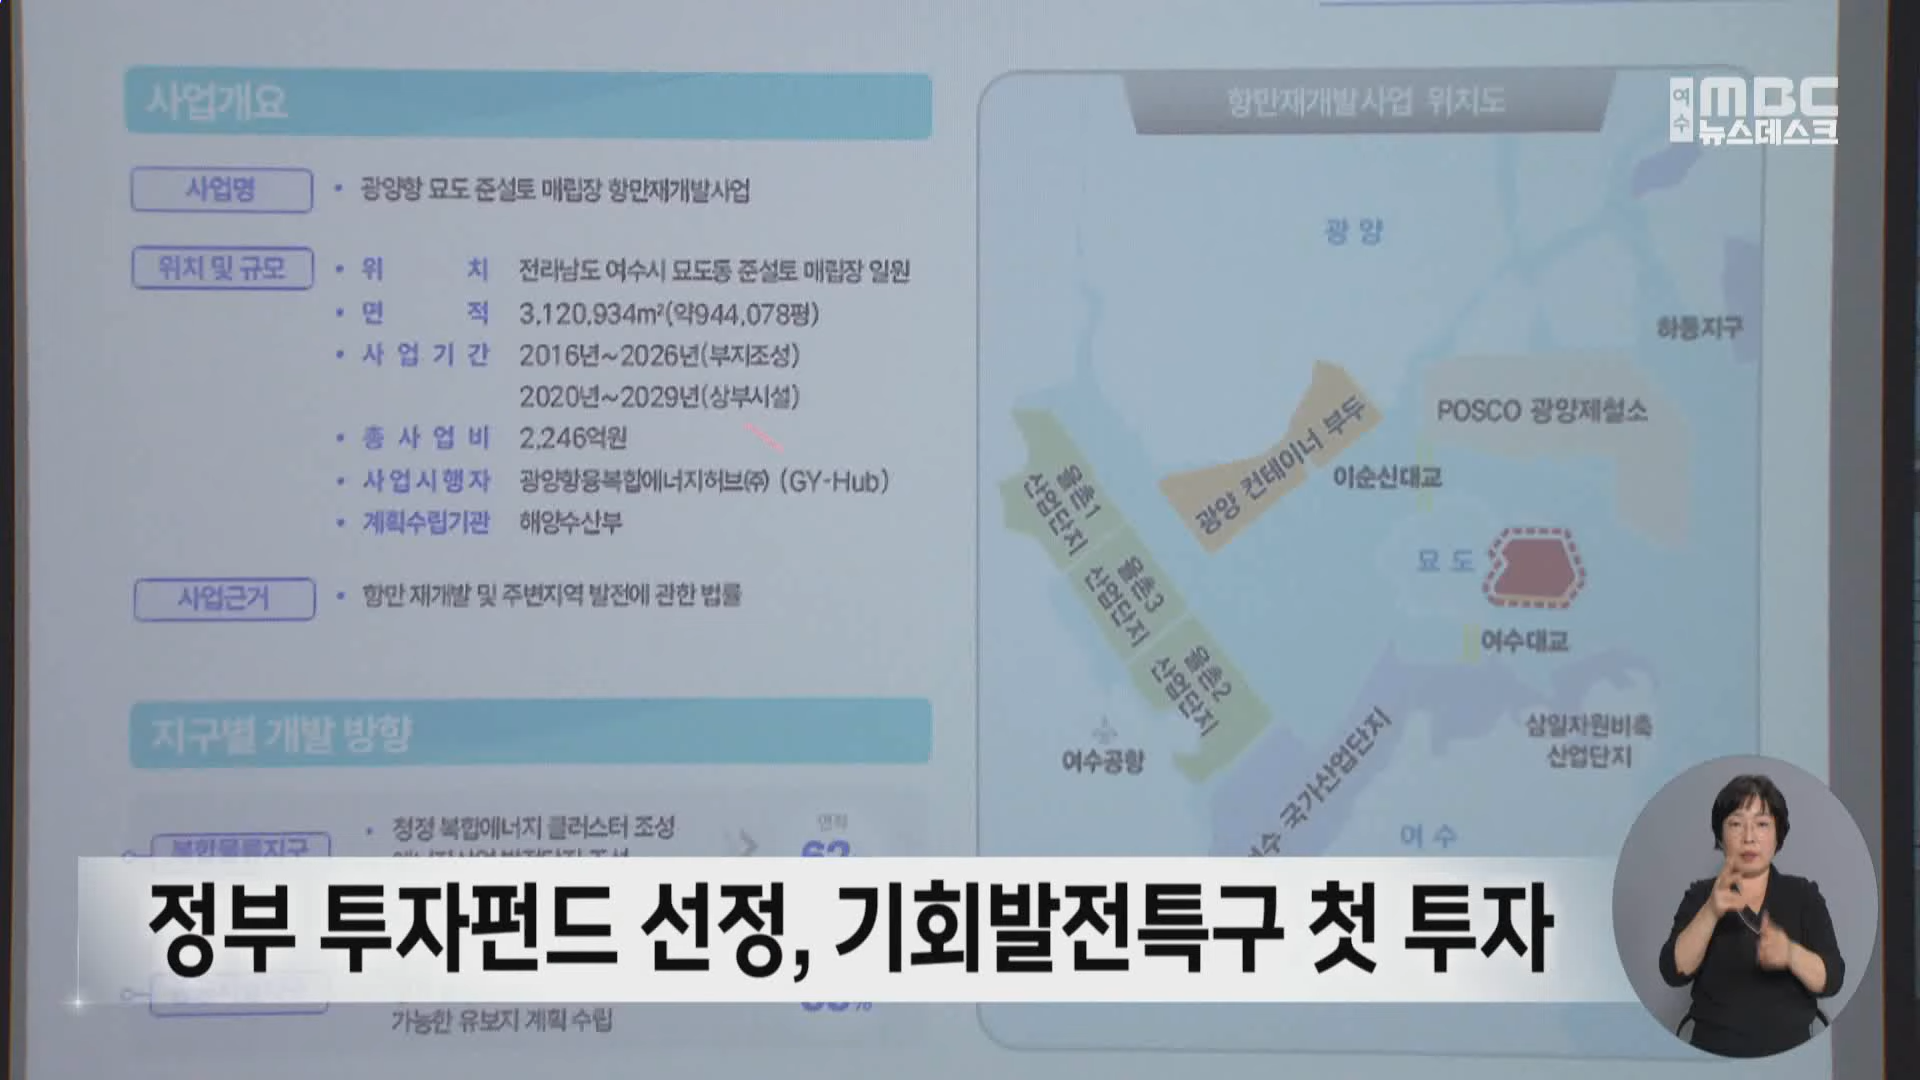 사업개요
사업명
• 광양항 묘도 준설토 매립장 항만재개발사업
위치 및 규모
• 위 치 전라남도 여수시 묘도동 준설토 매립장 일원
• 면 적 3,120,934m²(약944,078평)
• 사 업 기 간 2016년~2026년(부지조성)
2020년~2029년(상부시설)
• 총 사 업 비 2,246억원
• 사업시행자 광양항융복합에너지허브㈜ (GY-Hub)
• 계획수립기관 해양수산부
사업근거
• 항만 재개발 및 주변지역 발전에 관한 법률
지구별 개발 방향
복합물류지구
• 청정 복합에너지 클러스터 조성
면적
가능한 유보지 계획 수립
항만재개발사업 위치도
여수
MBC
뉴스데스크
광 양
하동지구
POSCO 광양제철소
광양 컨테이너 부두
이순신대교
율촌1
산업단지
율촌3
산업단지
율촌2
산업단지
묘 도
여수대교
여수공항
삼일자원비축
산업단지
국가산업단지
여 수
정부 투자펀드 선정, 기회발전특구 첫 투자